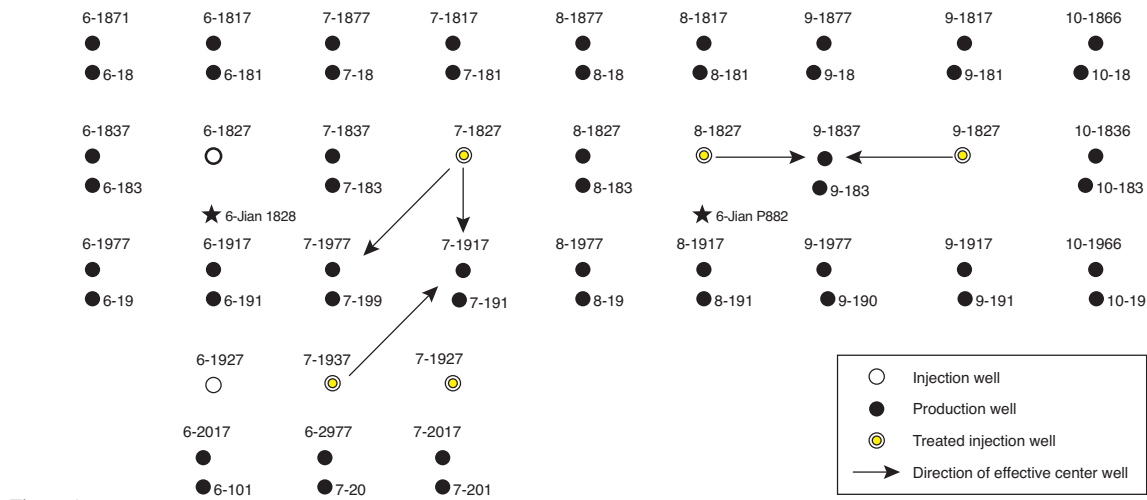 6-1871 6-1817 7-1877 7-1817 8-1877 8-1817 9-1877 9-1817 10-1866
6-18 6-181 7-18 7-181 8-18 8-181 9-18 9-181 10-18
6-1837 6-1827 7-1837 7-1827 8-1827 8-1827 9-1837 9-1827 10-1836
6-183 7-183 8-183 9-183 10-183
6-Jian 1828 6-Jian P882
6-1977 6-1917 7-1977 7-1917 8-1977 8-1917 9-1977 9-1917 10-1966
6-19 6-191 7-199 7-191 8-19 8-191 9-190 9-191 10-19
6-1927 7-1937 7-1927
6-2017 6-2977 7-2017
6-101 7-20 7-201
Injection well
Production well
Treated injection well
Direction of effective center well